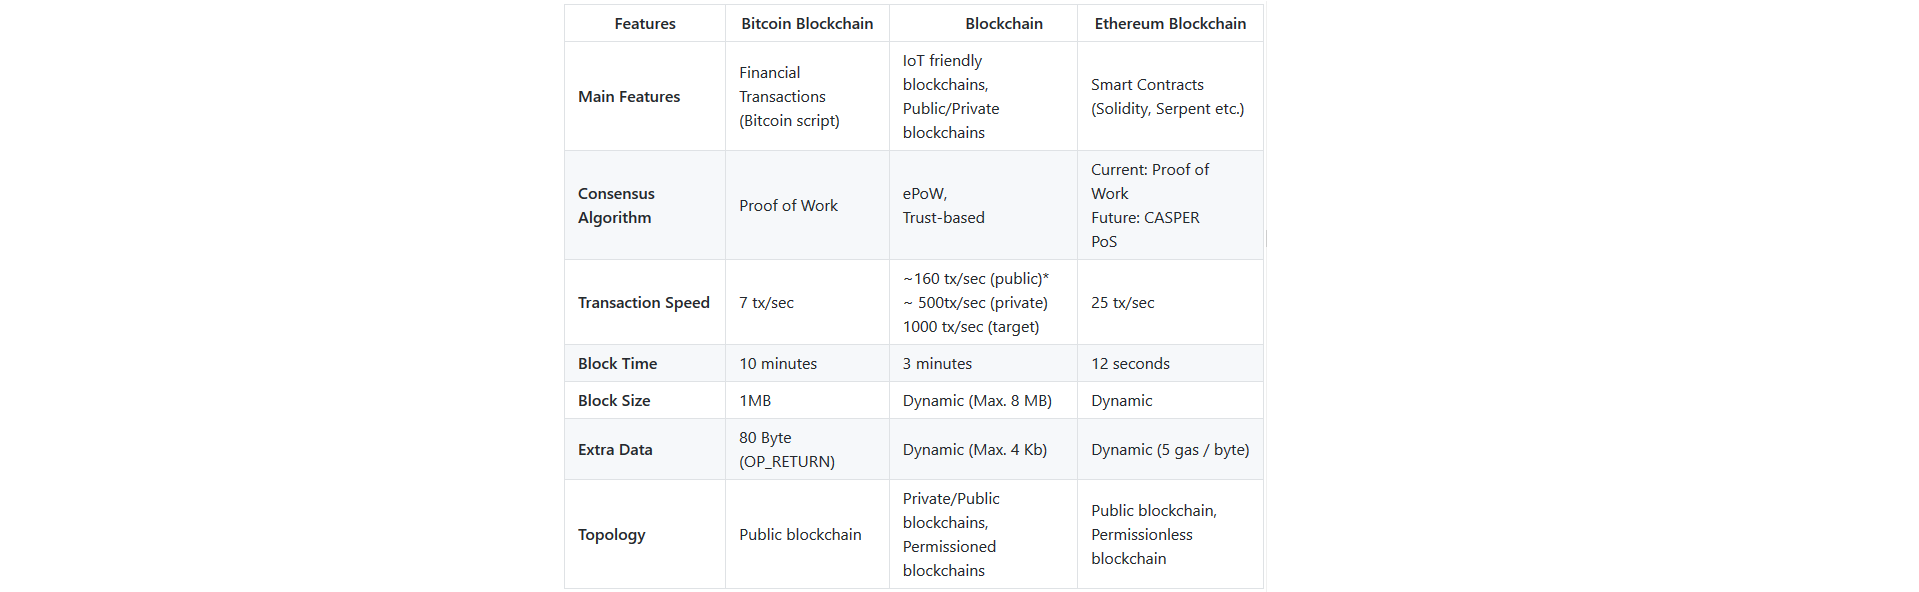 Features Bitcoin Blockchain Blockchain Ethereum Blockchain
Main Features
Financial
Transactions
(Bitcoin script)
IoT friendly
blockchains,
Public/Private
blockchains
Smart Contracts
(Solidity, Serpent etc.)
Consensus
Algorithm
Proof of Work
ePoW,
Trust-based
Current: Proof of
Work
Future: CASPER
PoS
Transaction Speed
7 tx/sec
~160 tx/sec (public)*
~ 500tx/sec (private)
1000 tx/sec (target)
25 tx/sec
Block Time 10 minutes 3 minutes 12 seconds
Block Size 1MB Dynamic (Max. 8 MB) Dynamic
Extra Data
80 Byte
(OP_RETURN)
Dynamic (Max. 4 Kb)
Dynamic (5 gas / byte)
Topology
Public blockchain
Private/Public
blockchains,
Permissioned
blockchains
Public blockchain,
Permissionless
blockchain